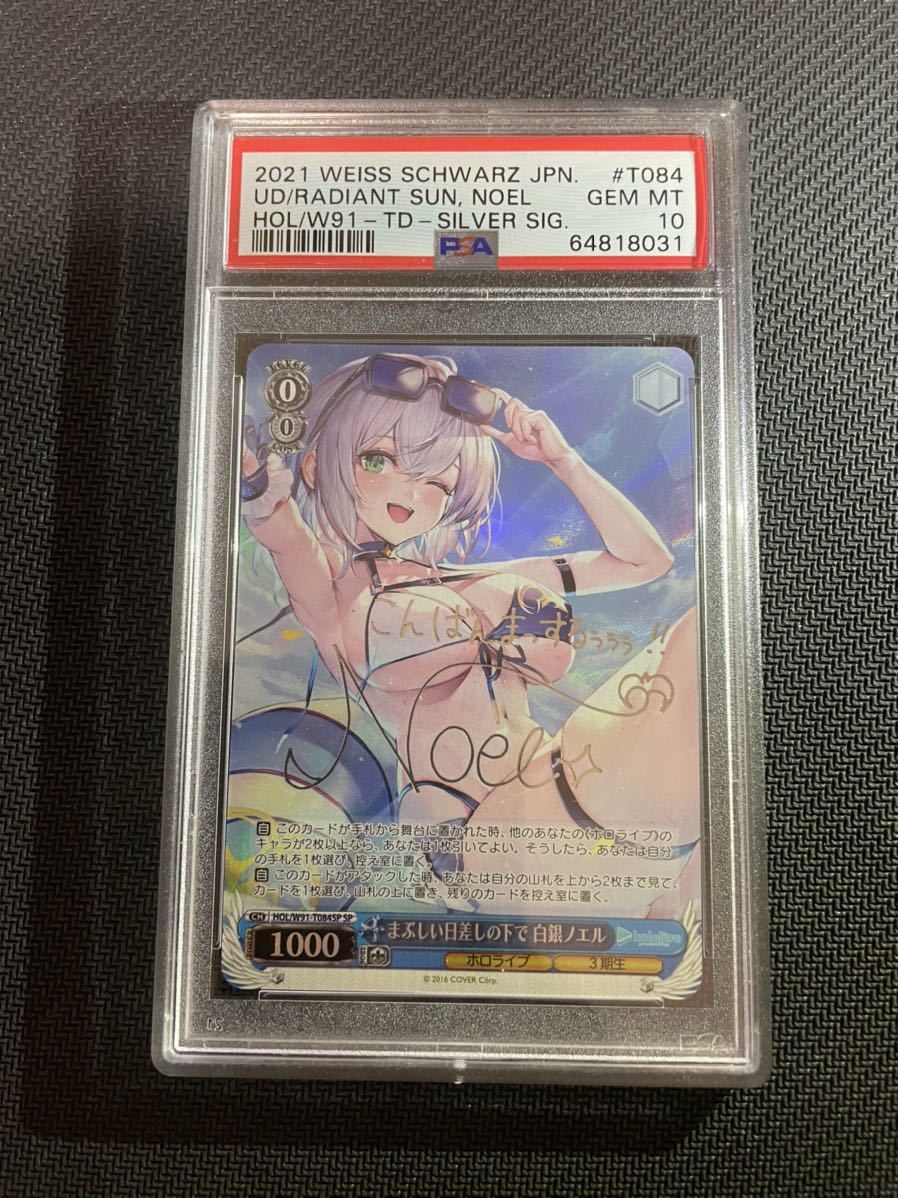 2021 WEISS SCHWARZ JPN. #T084
UD/RADIANT SUN, NOEL GEM MT
HOL/W91-TD-SILVER SIG. 10
PSA 64818031
LEVEL
0
0
COST
こんばんまっするぅぅぅ!!
Noel
自 このカードが手札から舞台に置かれた時、他のあなたの《ホロライブ》の
キャラが2枚以上なら、あなたは1枚引いてよい。そうしたら、あなたは自分
の手札を1枚選び、控え室に置く。
自 このカードがアタックした時、あなたは自分の山札を上から2枚まで見て、
カードを1枚選び、山札の上に置き、残りのカードを控え室に置く。
CH HOL/W91-T084SP SP
1000 まぶしい日差しの下で 白銀ノエル hololive production
ホロライブ 3期生
© 2016 COVER Corp.